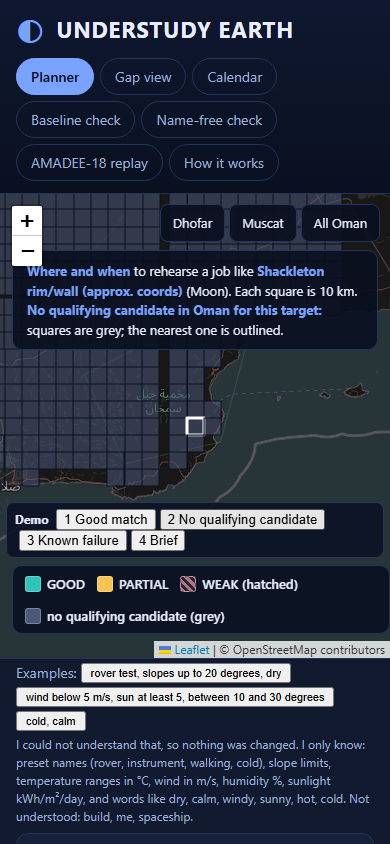 UNDERSTUDY EARTH
Planner
Gap view
Calendar
Baseline check
Name-free check
AMADEE-18 replay
How it works
+
−
Dhofar
Muscat
All Oman
Where and when to rehearse a job like Shackleton
rim/wall (approx. coords) (Moon). Each square is 10 km.
No qualifying candidate in Oman for this target:
squares are grey; the nearest one is outlined.
محمية جبل
سمحان
Demo
1 Good match
2 No qualifying candidate
3 Known failure
4 Brief
GOOD
PARTIAL
WEAK (hatched)
no qualifying candidate (grey)
Leaflet | © OpenStreetMap contributors
Examples:
rover test, slopes up to 20 degrees, dry
wind below 5 m/s, sun at least 5, between 10 and 30 degrees
cold, calm
I could not understand that, so nothing was changed. I only know:
preset names (rover, instrument, walking, cold), slope limits,
temperature ranges in °C, wind in m/s, humidity %, sunlight
kWh/m²/day, and words like dry, calm, windy, sunny, hot, cold. Not
understood: build, me, spaceship.